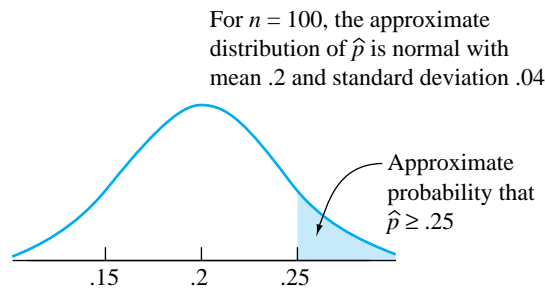 For n = 100, the approximate
distribution of p̂ is normal with
mean .2 and standard deviation .04
Approximate
probability that
p̂ ≥ .25
.15
.2
.25